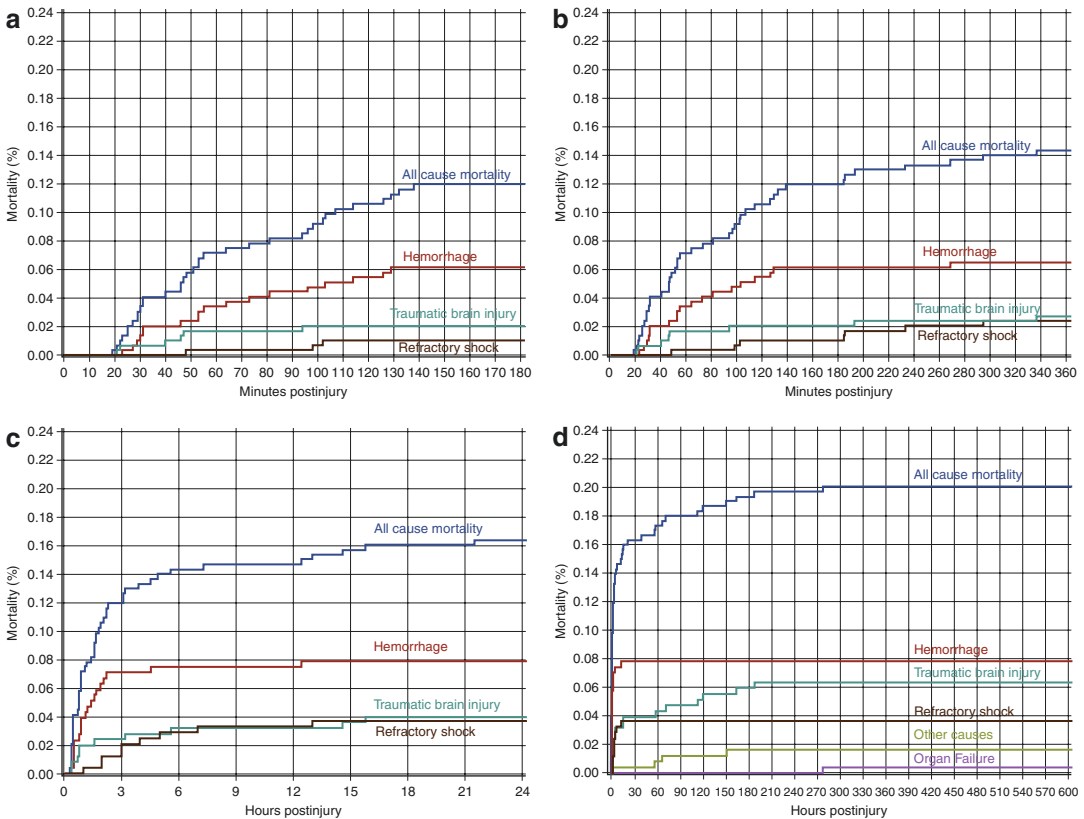 a
0.24
0.22
0.20
0.18
0.16
0.14
0.12
0.10
0.08
0.06
0.04
0.02
0.00
Mortality (%)
All cause mortality
Hemorrhage
Traumatic brain injury
Refractory shock
0 10 20 30 40 50 60 70 80 90 100 110 120 130 140 150 160 170 180
Minutes postinjury
b
0.24
0.22
0.20
0.18
0.16
0.14
0.12
0.10
0.08
0.06
0.04
0.02
0.00
Mortality (%)
All cause mortality
Hemorrhage
Traumatic brain injury
Refractory shock
0 20 40 60 80 100 120 140 160 180 200 220 240 260 280 300 320 340 360
Minutes postinjury
c
0.24
0.22
0.20
0.18
0.16
0.14
0.12
0.10
0.08
0.06
0.04
0.02
0.00
Mortality (%)
All cause mortality
Hemorrhage
Traumatic brain injury
Refractory shock
0 3 6 9 12 15 18 21 24
Hours postinjury
d
0.24
0.22
0.20
0.18
0.16
0.14
0.12
0.10
0.08
0.06
0.04
0.02
0.00
Mortality (%)
All cause mortality
Hemorrhage
Traumatic brain injury
Refractory shock
Other causes
Organ Failure
0 30 60 90 120 150 180 210 240 270 300 330 360 390 420 450 480 510 540 570 600
Hours postinjury